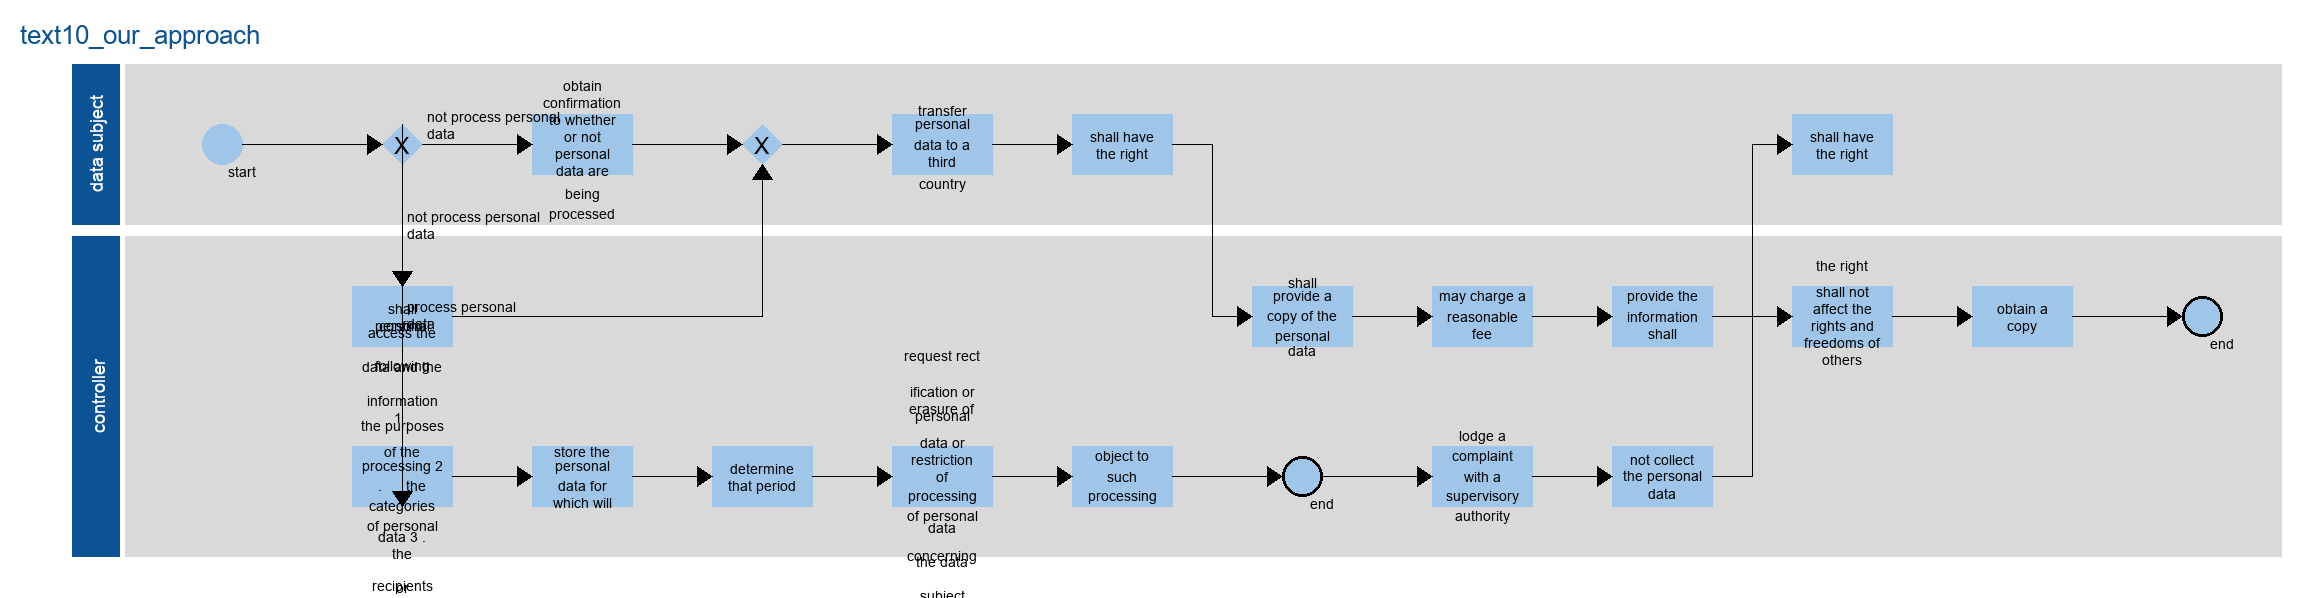 text10_our_approach
data subject
start
X
not process personal
data
not process personal
data
obtain
confirmation
to whether
or not
personal
data are
being
processed
X
transfer
personal
data to a
third
country
shall have
the right
shall have
the right
controller
shall
process personal
data
access the
data and the
following
information
1
the purposes
of the
processing 2
. the
categories
of personal
data 3 .
the
recipients
or
store the
personal
data for
which will
determine
that period
request rect
ification or
erasure of
personal
data or
restriction
of
processing
of personal
data
concerning
the data
subject
object to
such
processing
end
shall
provide a
copy of the
personal
data
may charge a
reasonable
fee
provide the
information
shall
the right
shall not
affect the
rights and
freedoms of
others
obtain a
copy
end
lodge a
complaint
with a
supervisory
authority
not collect
the personal
data